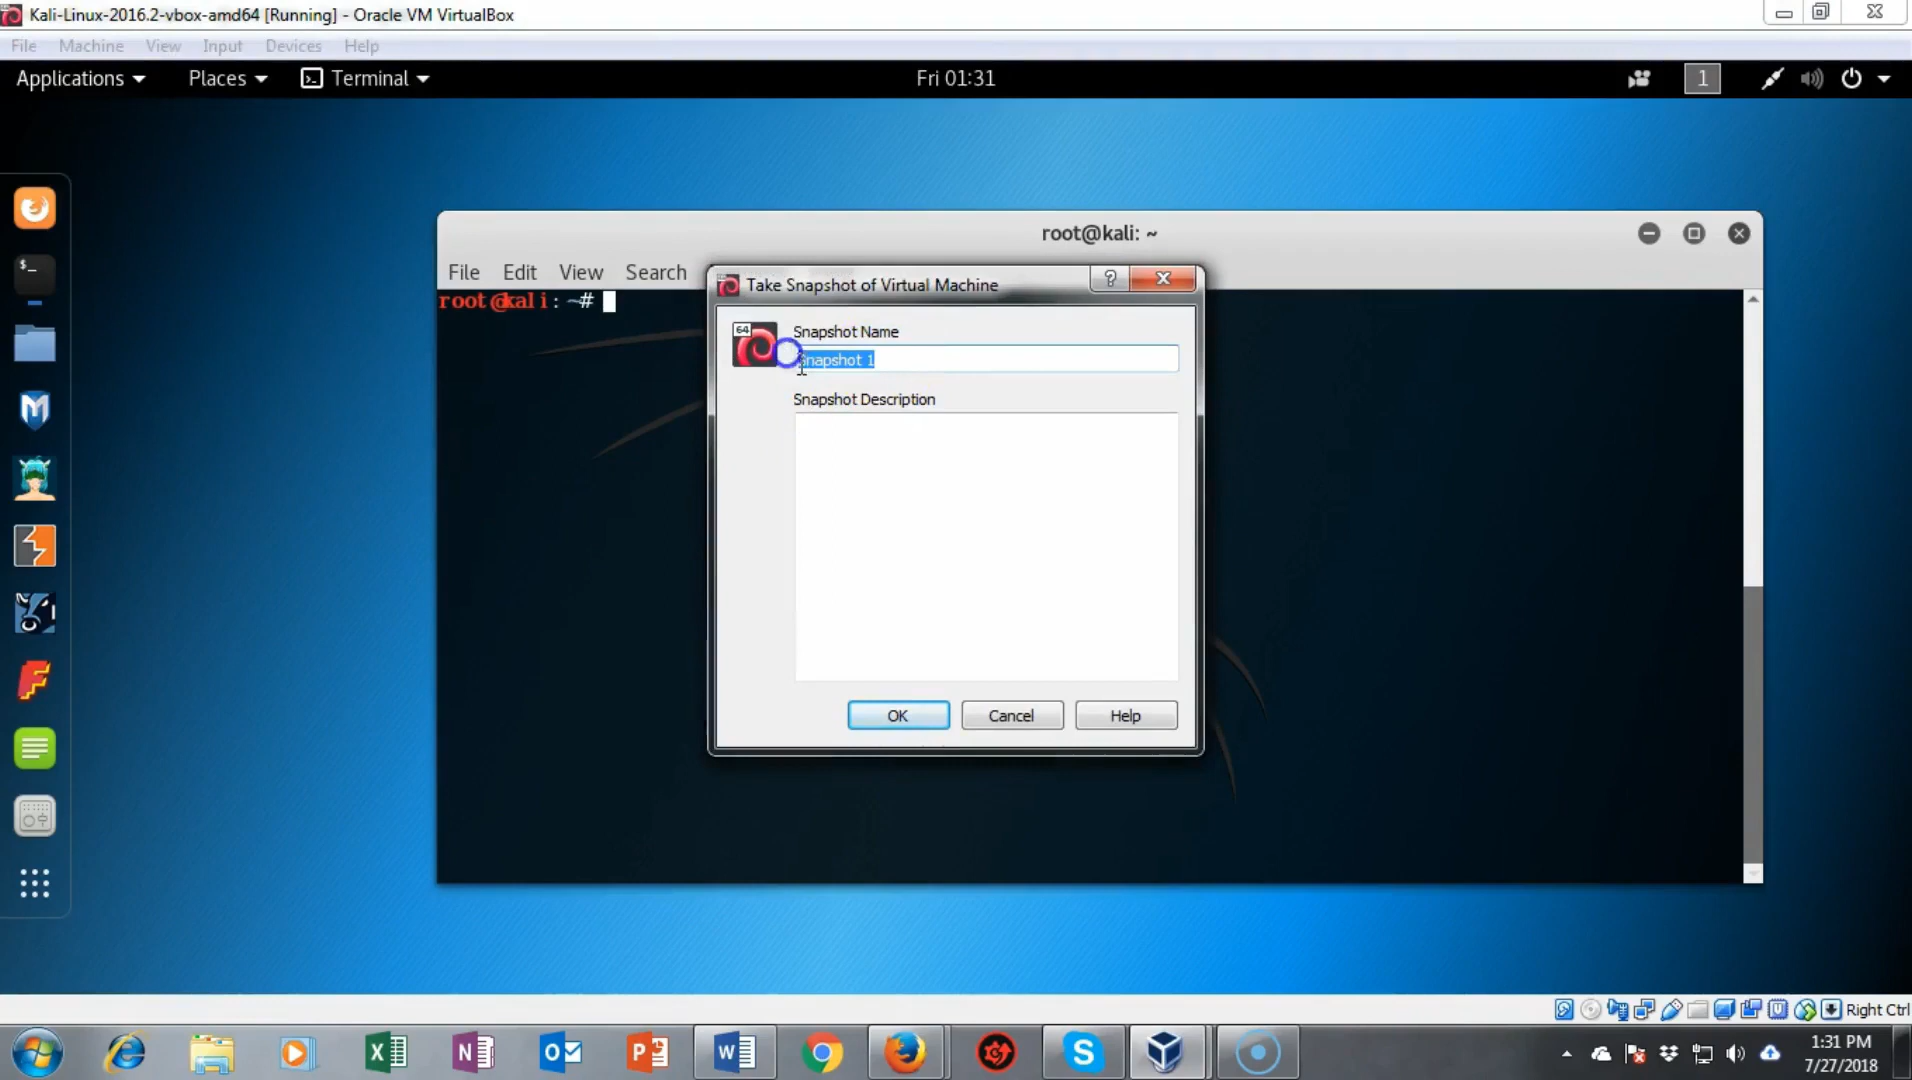 Kali-Linux-2016.2-vbox-amd64 [Running] - Oracle VM VirtualBox
File Machine View Input Devices Help
Applications Places Terminal Fri 01:31 1
root@kali: ~
File Edit View Search
root@kali:~#
Take Snapshot of Virtual Machine
64
Snapshot Name
Snapshot 1
Snapshot Description
OK Cancel Help
Right Ctrl
1:31 PM
7/27/2018